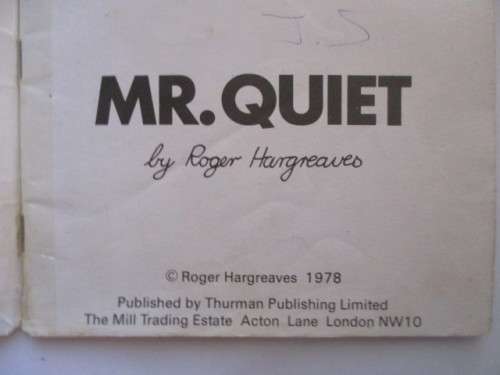 J.S
MR. QUIET
by Roger Hargreaves
© Roger Hargreaves 1978
Published by Thurman Publishing Limited
The Mill Trading Estate Acton Lane London NW10